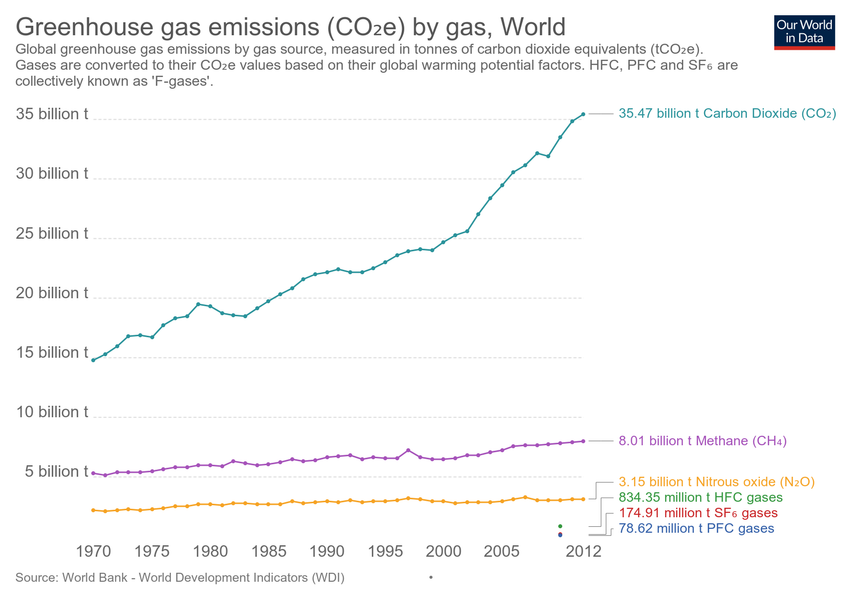 Greenhouse gas emissions (CO₂e) by gas, World
Our World
in Data
Global greenhouse gas emissions by gas source, measured in tonnes of carbon dioxide equivalents (tCO₂e).
Gases are converted to their CO₂e values based on their global warming potential factors. HFC, PFC and SF₆ are
collectively known as 'F-gases'.
35 billion t
35.47 billion t Carbon Dioxide (CO₂)
30 billion t
25 billion t
20 billion t
15 billion t
10 billion t
8.01 billion t Methane (CH₄)
5 billion t
3.15 billion t Nitrous oxide (N₂O)
834.35 million t HFC gases
174.91 million t SF₆ gases
78.62 million t PFC gases
1970 1975 1980 1985 1990 1995 2000 2005 2012
Source: World Bank - World Development Indicators (WDI) •